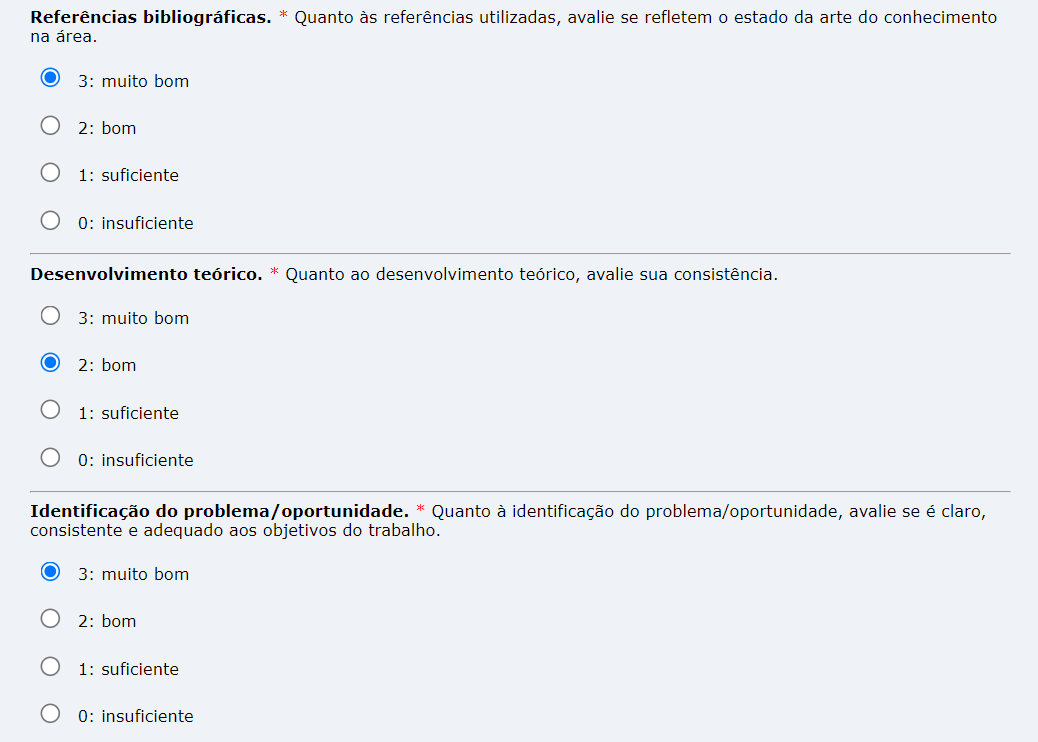 Referências bibliográficas. * Quanto às referências utilizadas, avalie se refletem o estado da arte do conhecimento
na área.
3: muito bom
2: bom
1: suficiente
0: insuficiente
Desenvolvimento teórico. * Quanto ao desenvolvimento teórico, avalie sua consistência.
3: muito bom
2: bom
1: suficiente
0: insuficiente
Identificação do problema/oportunidade. * Quanto à identificação do problema/oportunidade, avalie se é claro,
consistente e adequado aos objetivos do trabalho.
3: muito bom
2: bom
1: suficiente
0: insuficiente